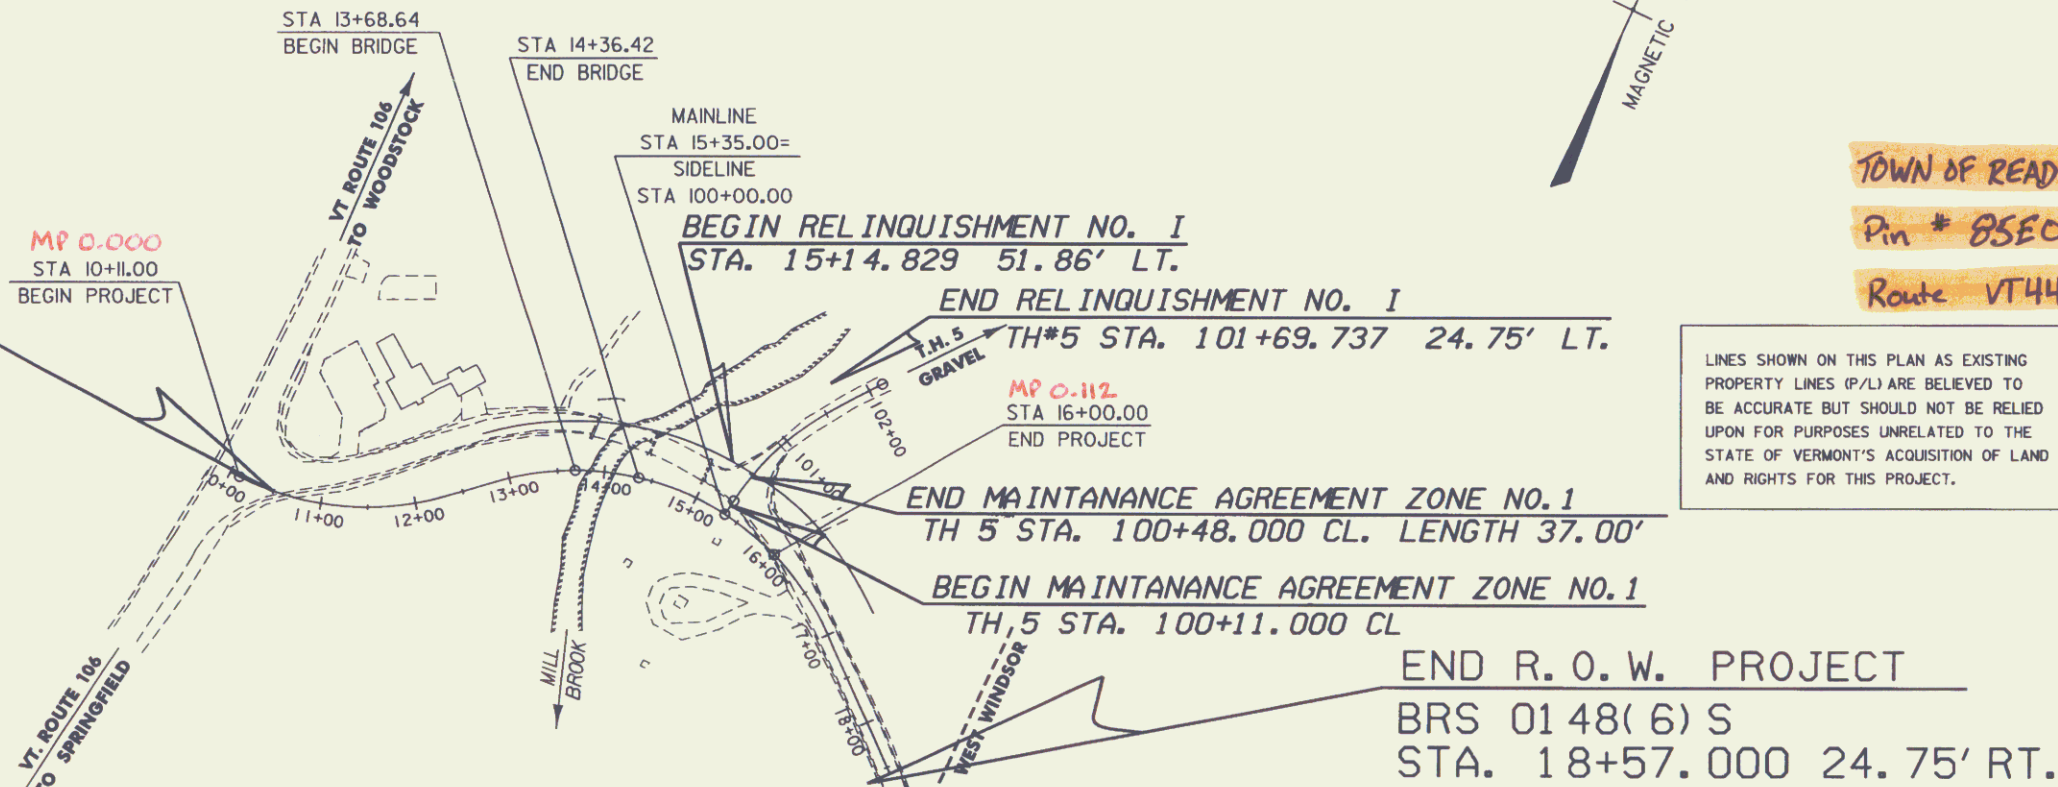 STA 13+68.64
BEGIN BRIDGE
STA 14+36.42
END BRIDGE
MAINLINE
STA 15+35.00=
SIDELINE
STA 100+00.00
MAGNETIC
VT ROUTE 106
TO WOODSTOCK
TOWN OF READ
Pin # 85E0
Route VT44
MP 0.000
STA 10+11.00
BEGIN PROJECT
BEGIN RELINQUISHMENT NO. 1
STA. 15+14.829 51.86' LT.
END RELINQUISHMENT NO. 1
TH#5 STA. 101+69.737 24.75' LT.
T.H. 5
GRAVEL
MP 0.112
STA 16+00.00
END PROJECT
LINES SHOWN ON THIS PLAN AS EXISTING
PROPERTY LINES (P/L) ARE BELIEVED TO
BE ACCURATE BUT SHOULD NOT BE RELIED
UPON FOR PURPOSES UNRELATED TO THE
STATE OF VERMONT'S ACQUISITION OF LAND
AND RIGHTS FOR THIS PROJECT.
0+00
11+00
12+00
13+00
14+00
15+00
16+00
17+00
18+00
101+00
102+00
END MAINTANANCE AGREEMENT ZONE NO.1
TH 5 STA. 100+48.000 CL. LENGTH 37.00'
BEGIN MAINTANANCE AGREEMENT ZONE NO.1
TH 5 STA. 100+11.000 CL
MILL
BROOK
WEST WINDSOR
VT. ROUTE 106
TO SPRINGFIELD
END R.O.W. PROJECT
BRS 0148(6)S
STA. 18+57.000 24.75' RT.